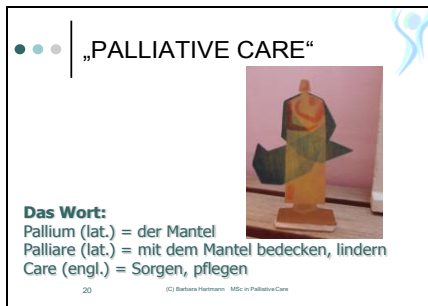 „PALLIATIVE CARE“
Das Wort:
Pallium (lat.) = der Mantel
Palliare (lat.) = mit dem Mantel bedecken, lindern
Care (engl.) = Sorgen, pflegen
20
(C) Barbara Hartmann MSc in Palliative Care